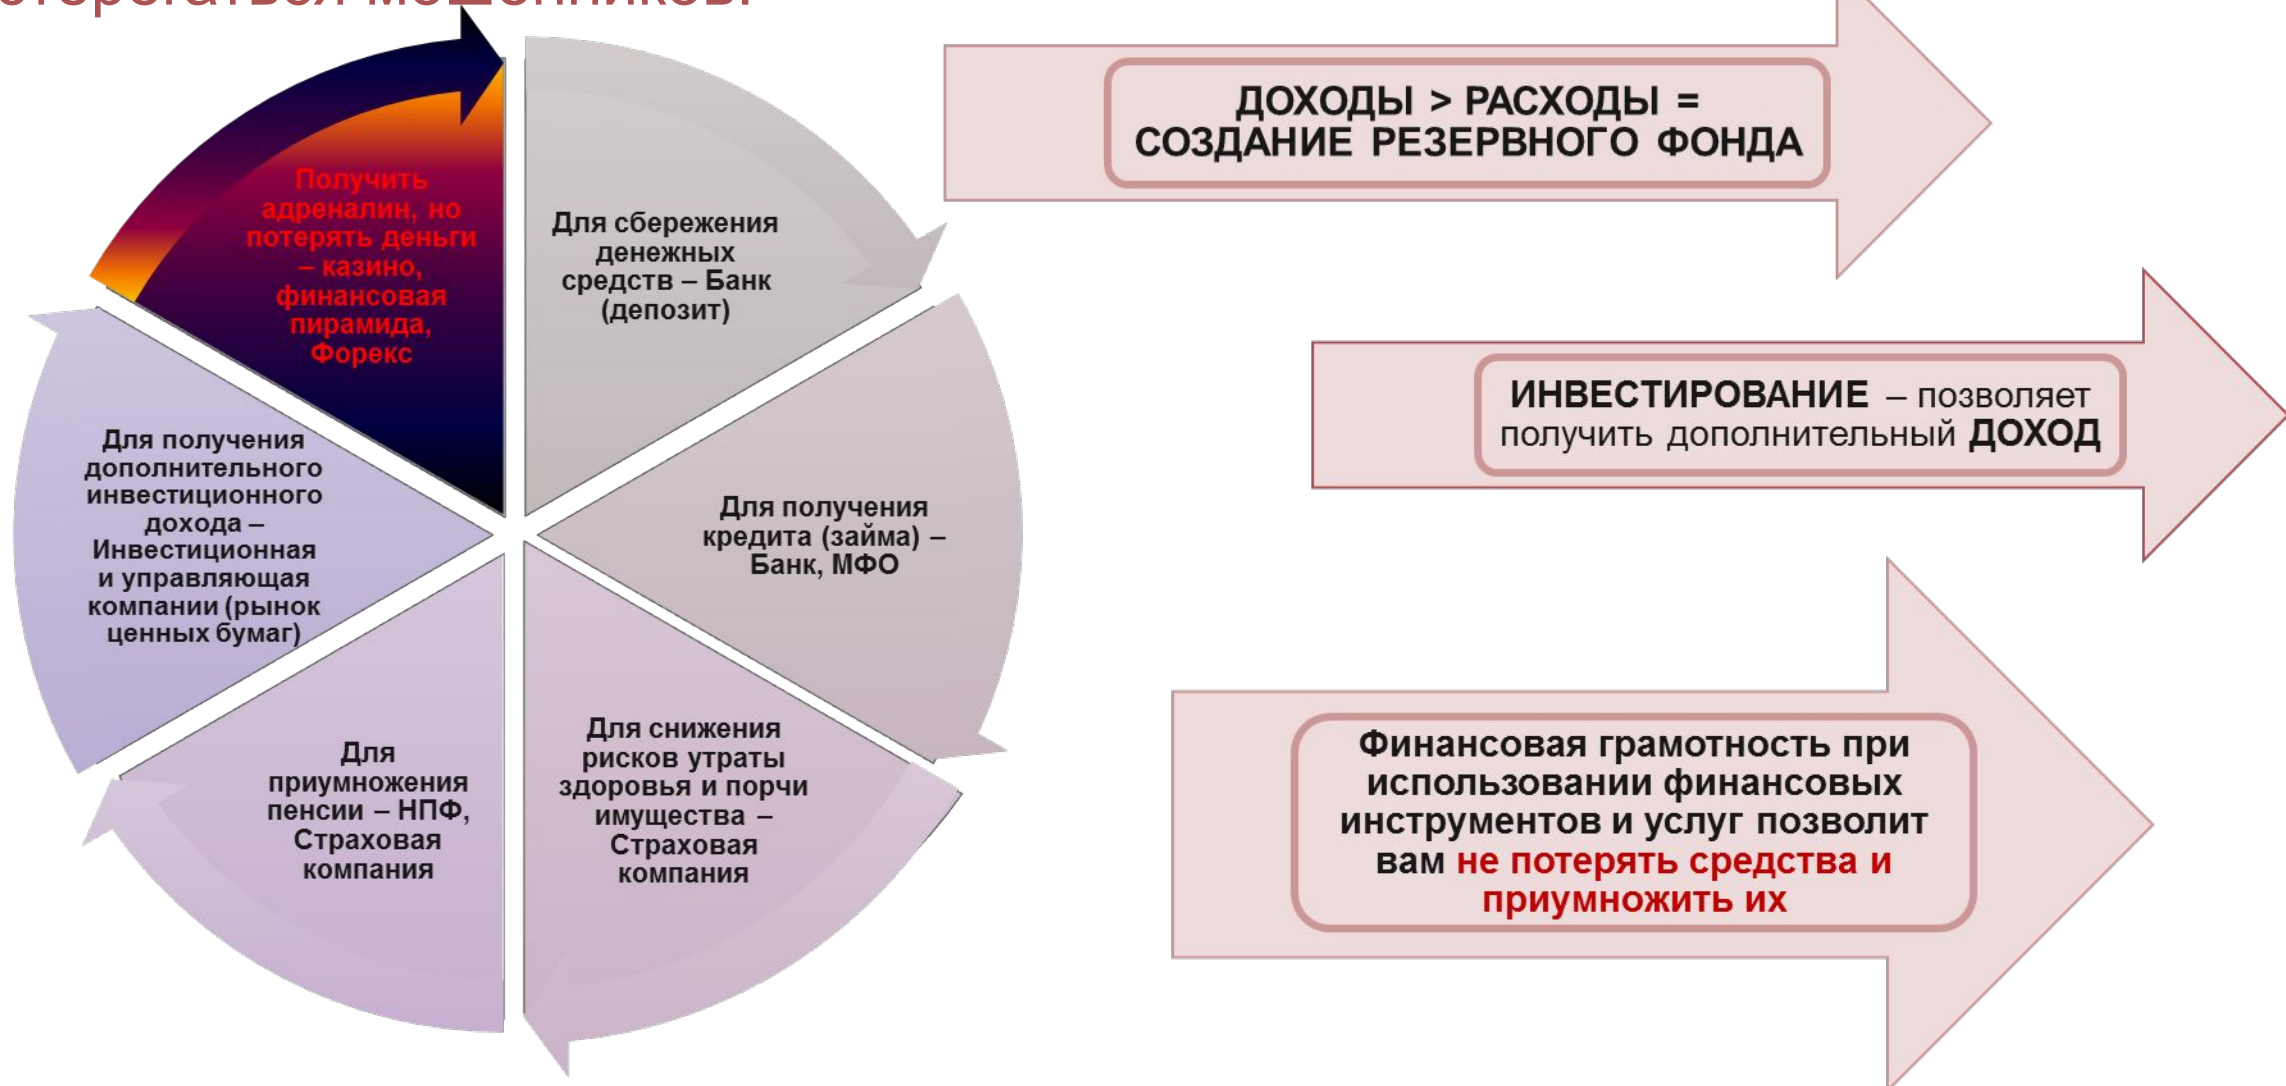 мошенников.
Получить
адреналин, но
потерять деньги
– казино,
финансовая
пирамида,
Форекс
Для сбережения
денежных
средств – Банк
(депозит)
Для получения
кредита (займа) –
Банк, МФО
Для снижения
рисков утраты
здоровья и порчи
имущества –
Страховая
компания
Для
приумножения
пенсии – НПФ,
Страховая
компания
Для получения
дополнительного
инвестиционного
дохода –
Инвестиционная
и управляющая
компании (рынок
ценных бумаг)
ДОХОДЫ > РАСХОДЫ =
СОЗДАНИЕ РЕЗЕРВНОГО ФОНДА
ИНВЕСТИРОВАНИЕ – позволяет
получить дополнительный ДОХОД
Финансовая грамотность при
использовании финансовых
инструментов и услуг позволит
вам не потерять средства и
приумножить их